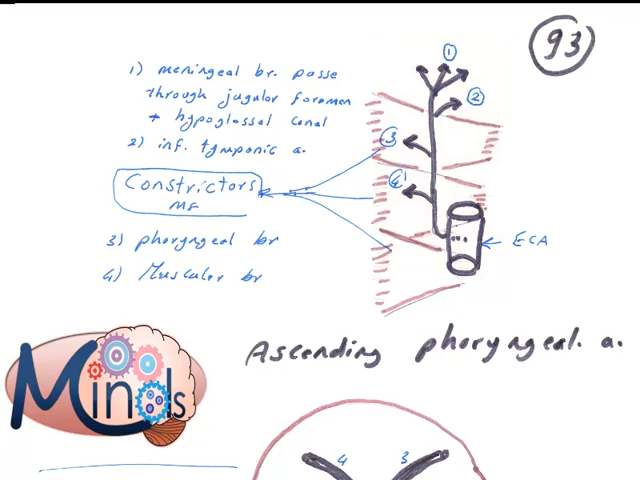 93
1) meningeal br. passe
through jugular foramen
+ hypoglossal canal
2) inf. tympanic a.
Constrictors
ms
3) pharyngeal br
4) Muscular br
1
2
3
4
ECA
Ascending pharyngeal. a.
Minds
4
3